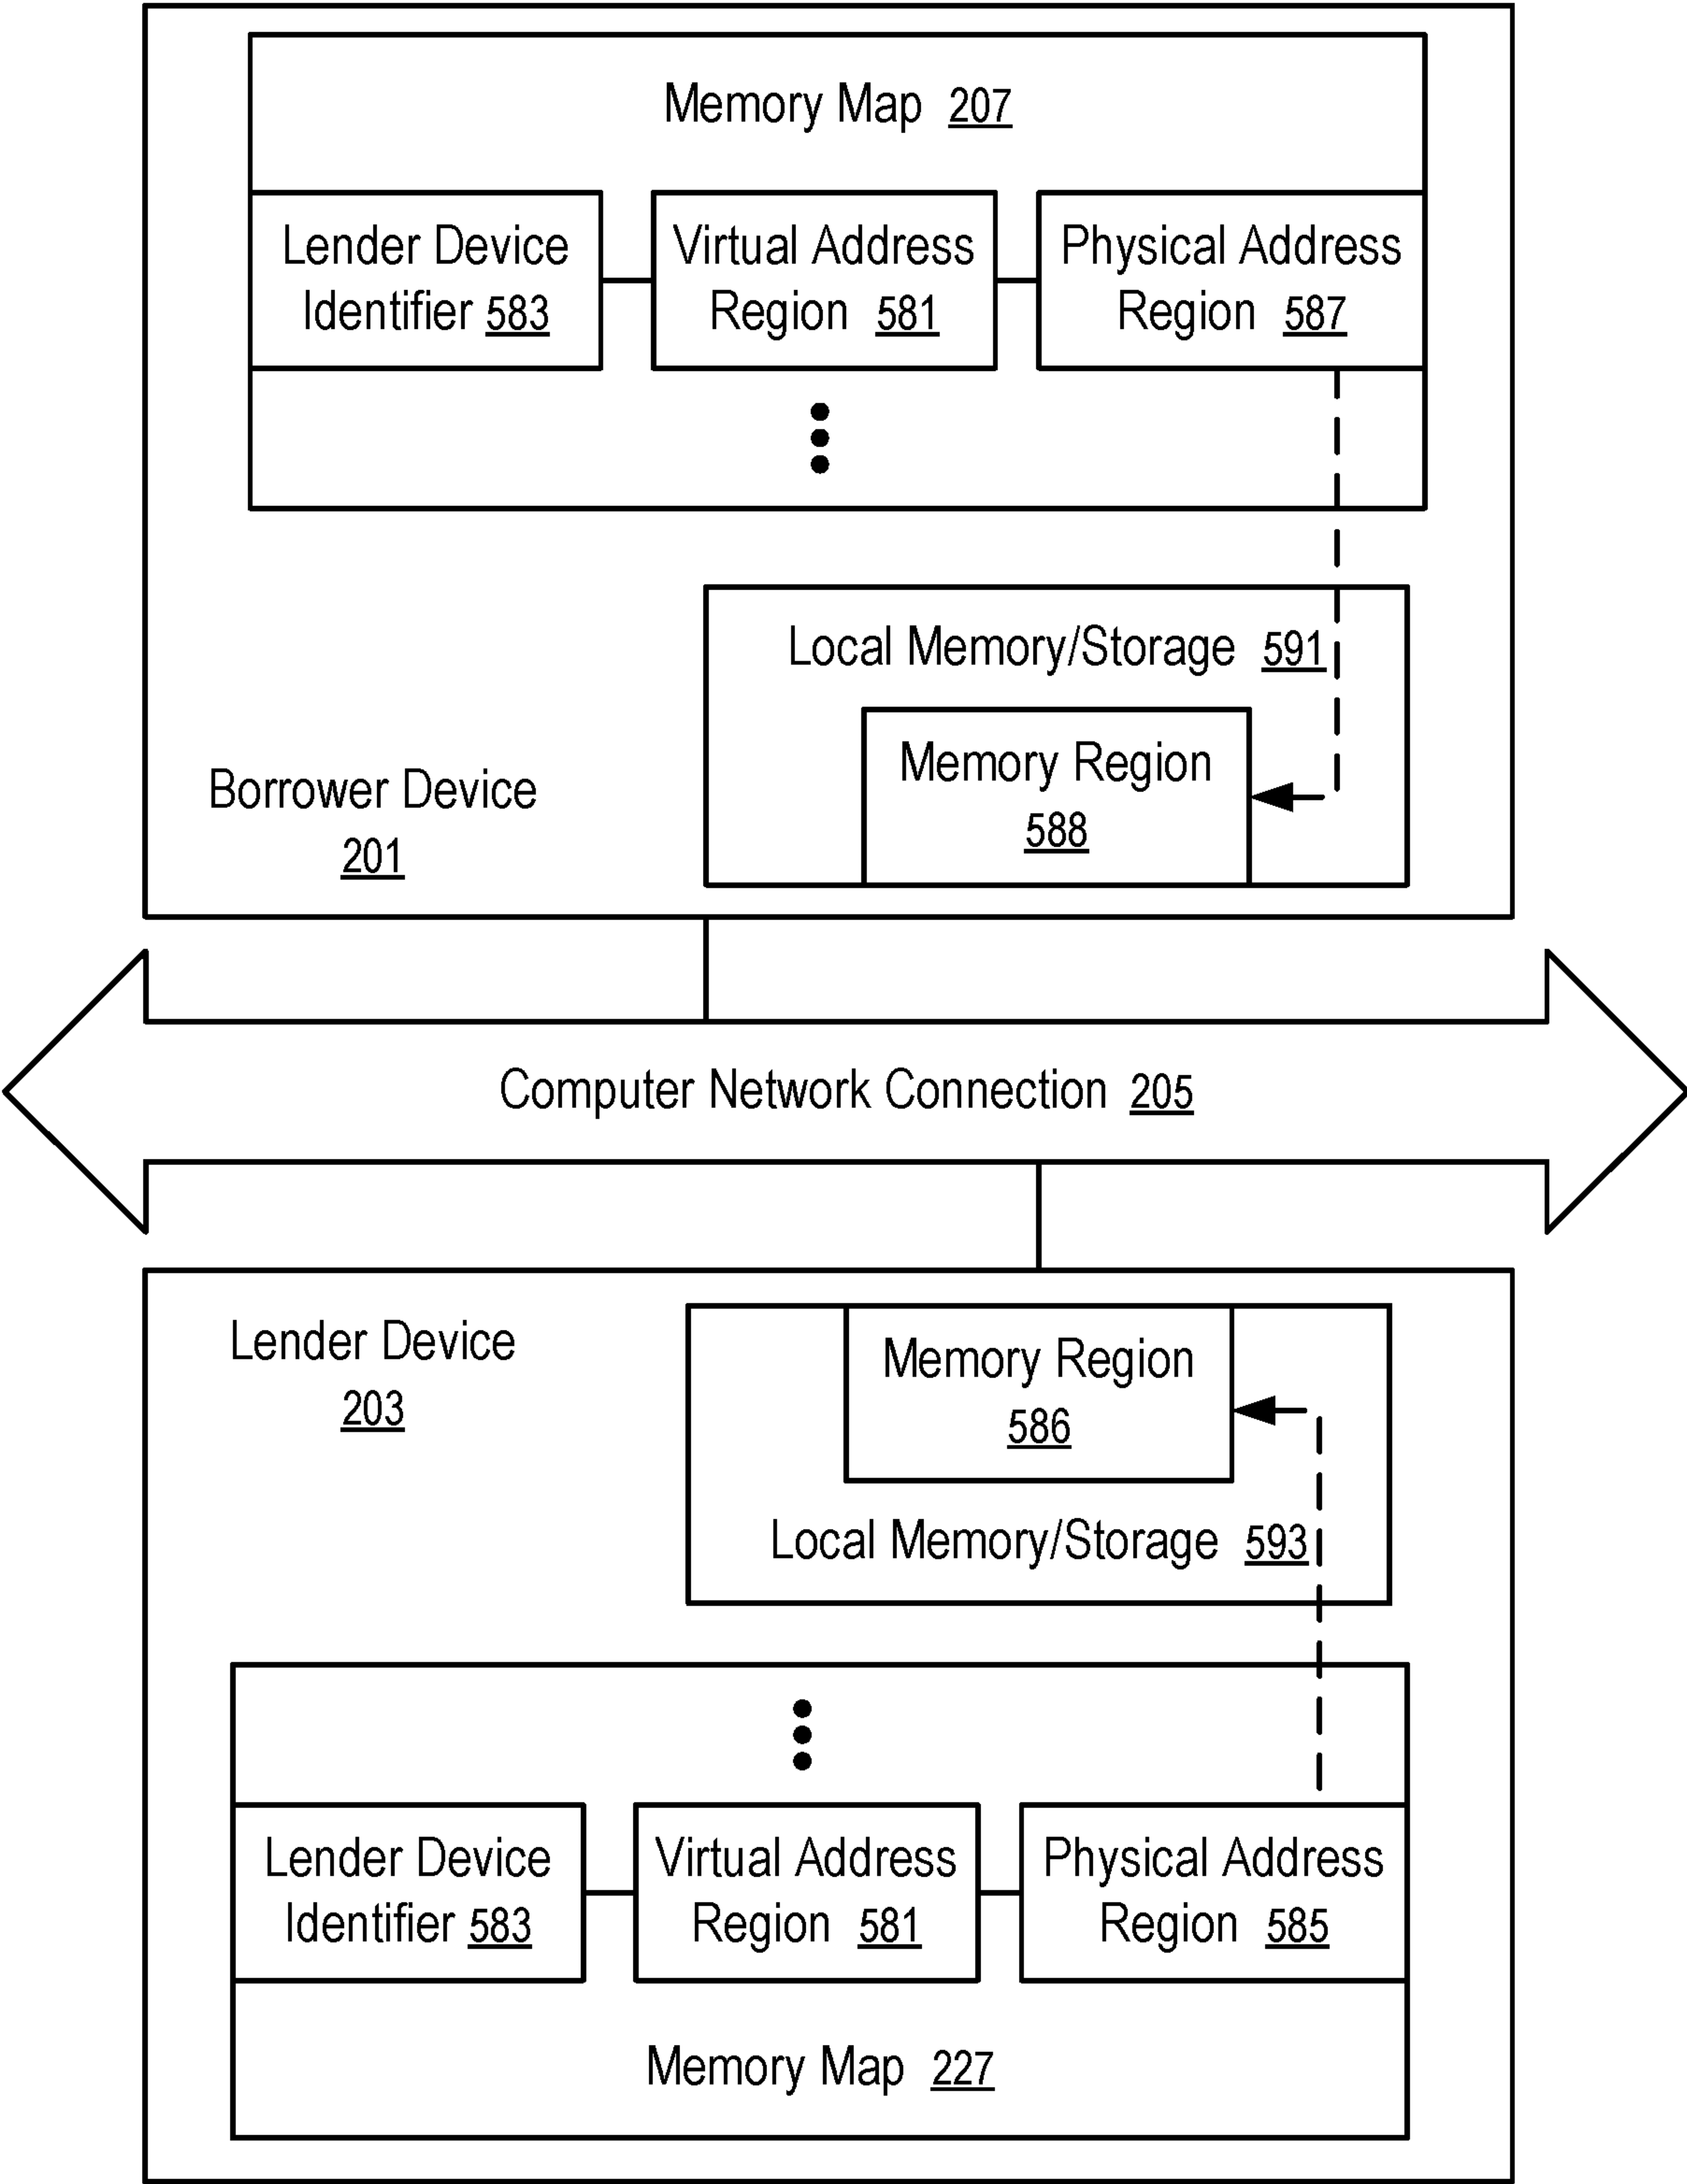 Memory Map 207
Lender Device
Identifier 583
Virtual Address
Region 581
Physical Address
Region 587
Local Memory/Storage 591
Memory Region
588
Borrower Device
201
Computer Network Connection 205
Lender Device
203
Memory Region
586
Local Memory/Storage 593
Lender Device
Identifier 583
Virtual Address
Region 581
Physical Address
Region 585
Memory Map 227